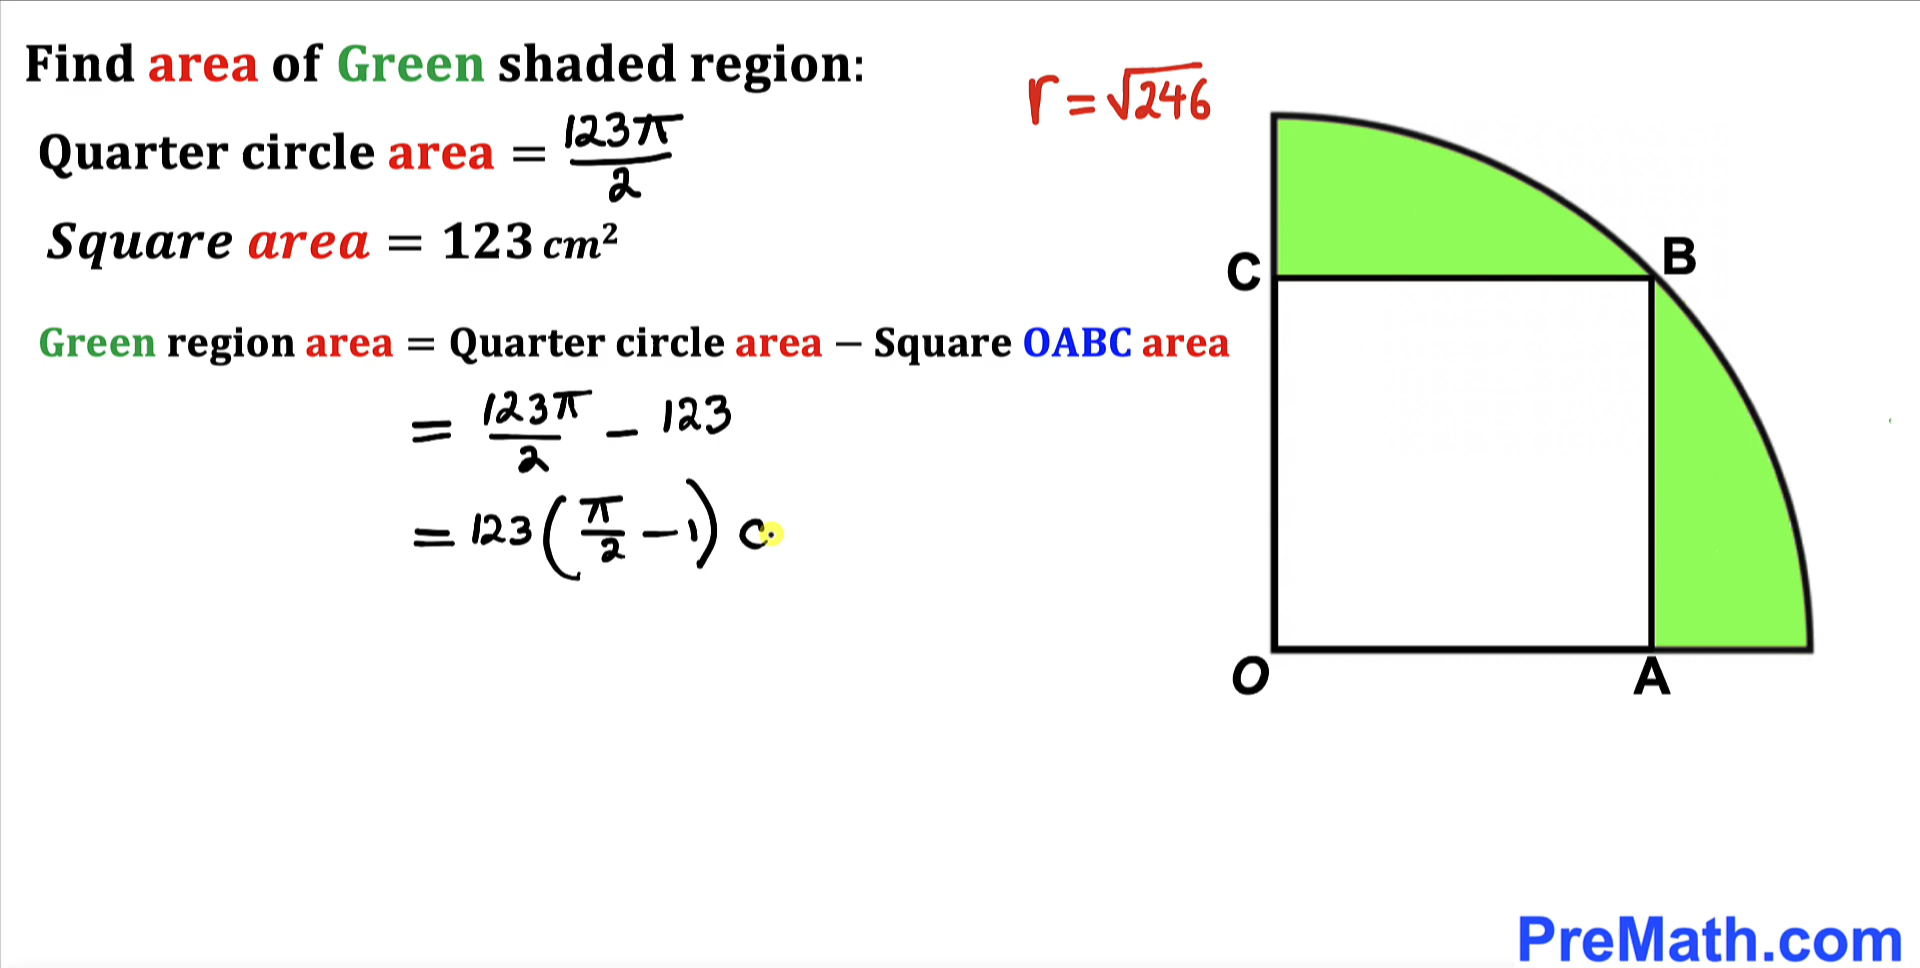 Find area of Green shaded region:
r = √246
Quarter circle area = 123π/2
Square area = 123 cm²
Green region area = Quarter circle area − Square OABC area
= 123π/2 − 123
= 123(π/2 − 1) c
C
B
O
A
PreMath.com